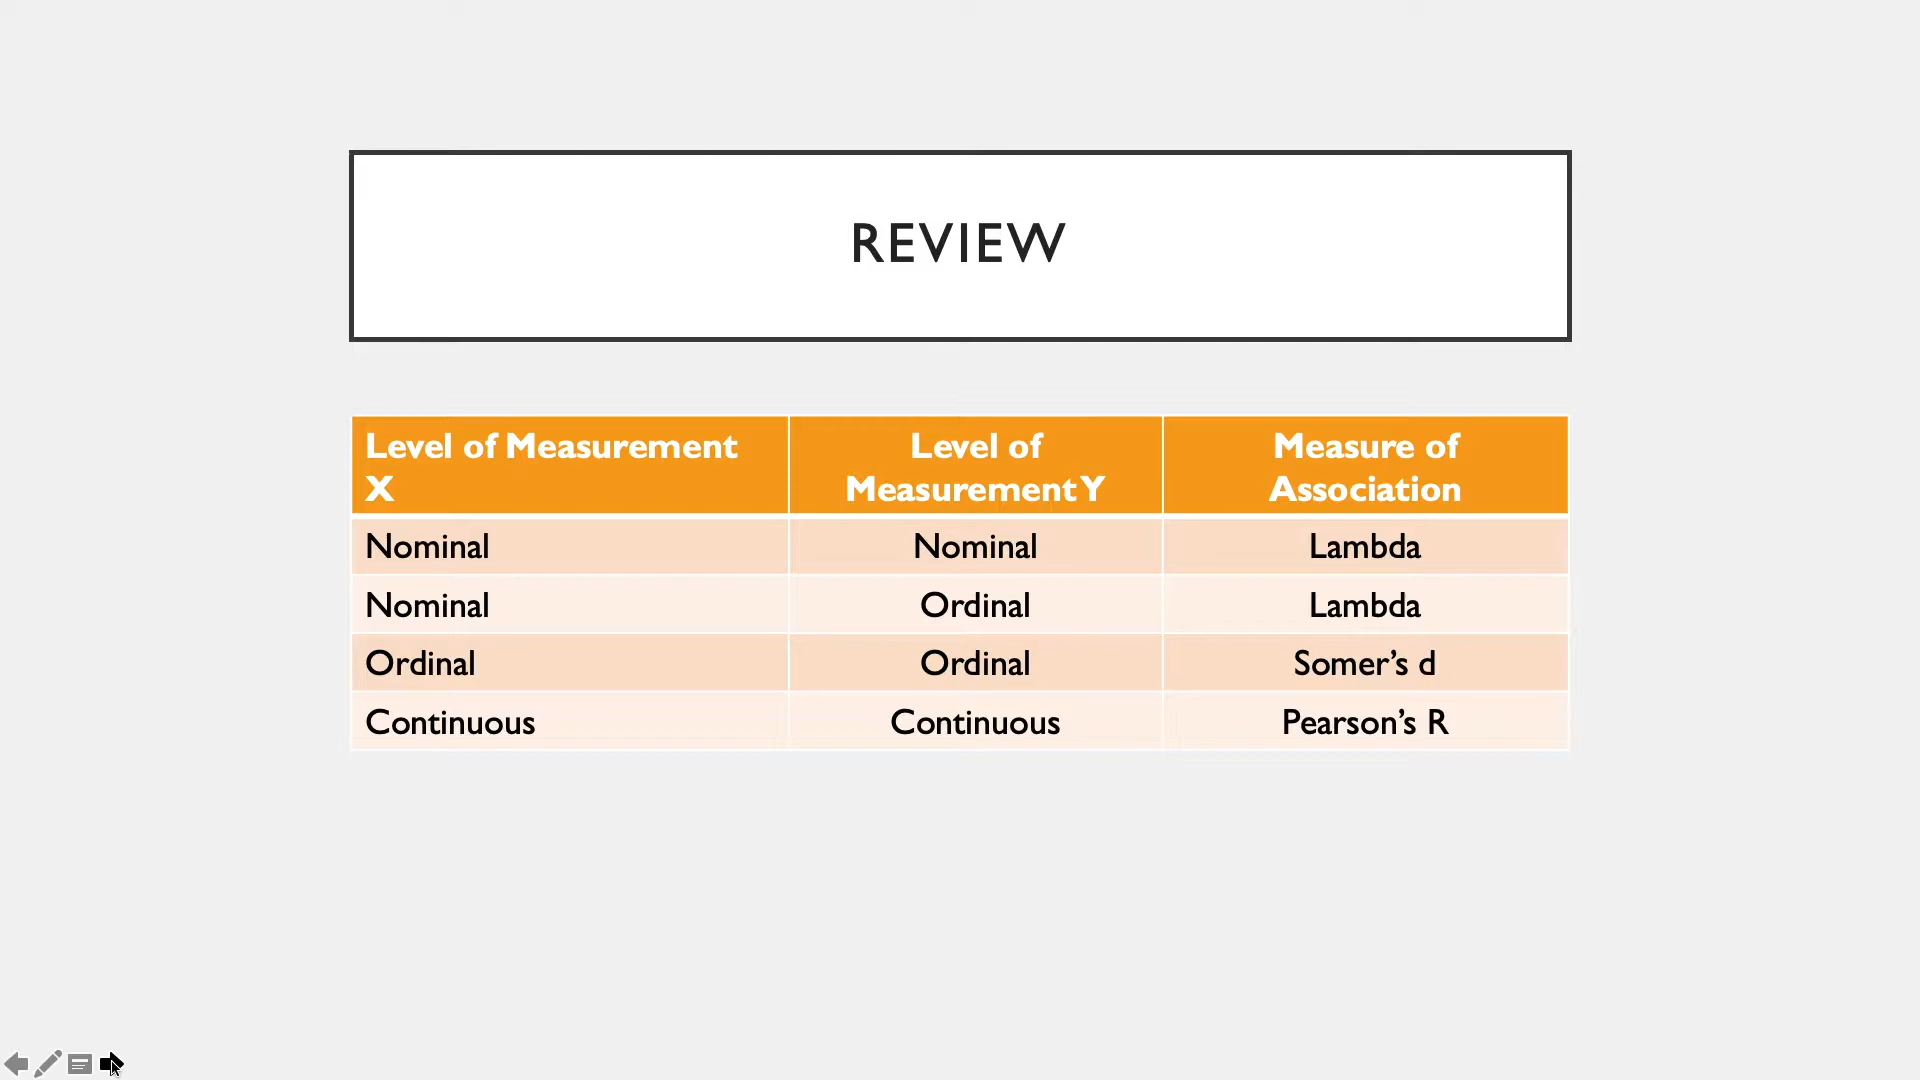 REVIEW
Level of Measurement X
Level of Measurement Y
Measure of Association
Nominal
Nominal
Lambda
Nominal
Ordinal
Lambda
Ordinal
Ordinal
Somer’s d
Continuous
Continuous
Pearson’s R